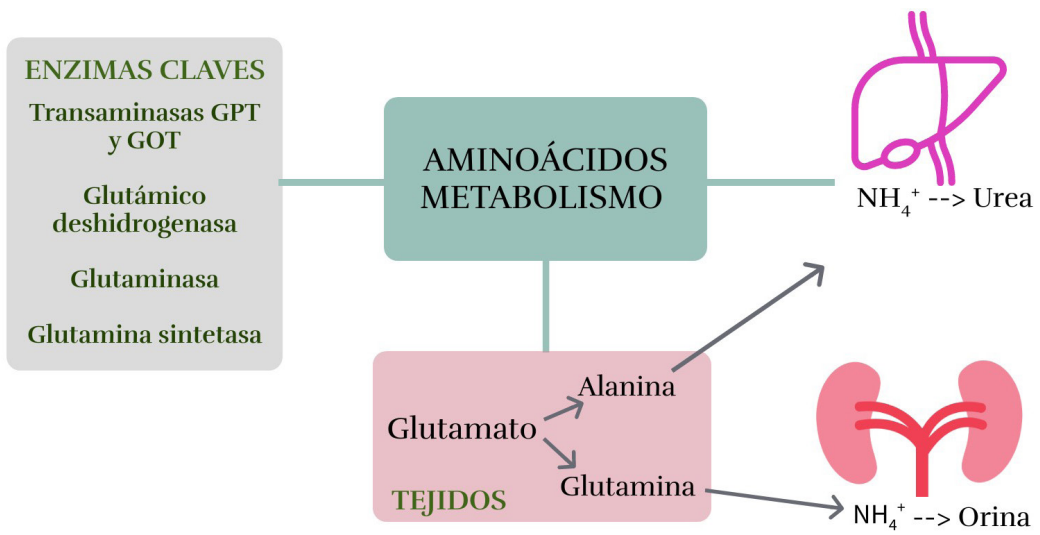 ENZIMAS CLAVES
Transaminasas GPT
y GOT
Glutámico
deshidrogenasa
Glutaminasa
Glutamina sintetasa
AMINOÁCIDOS
METABOLISMO
NH₄⁺ --> Urea
Alanina
Glutamato
Glutamina
TEJIDOS
NH₄⁺ --> Orina